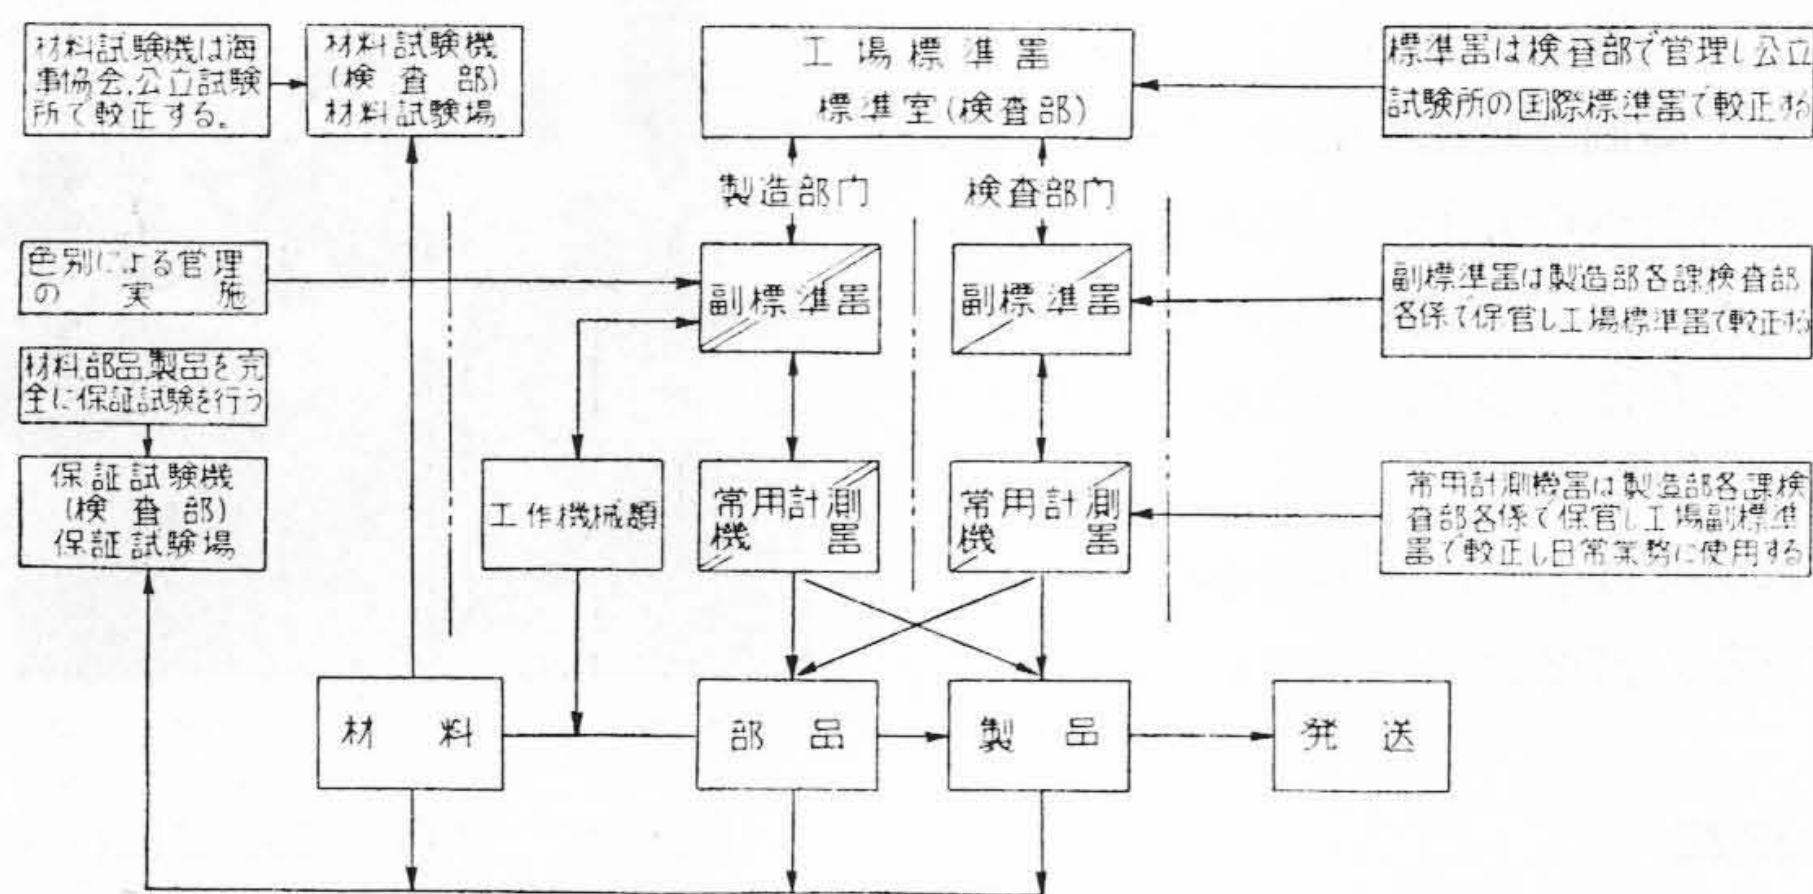 材料試験機は海
事協会、公立試験
所で較正する。
材料試験機
(検査部)
材料試験場
工場標準器
標準室(検査部)
標準器は検査部で管理し公立
試験所の国際標準器で較正する
製造部内
検査部内
色別による管理
の実施
副標準器
副標準器
副標準器は製造部各課検査部
各係で保管し工場標準器で較正する
材料、部品、製品を完
全に保証試験を行う
保証試験機
(検査部)
保証試験場
工作機械類
常用計測
機器
常用計測
機器
常用計測機器は製造部各課検
査部各係で保管し工場副標準
器で較正し日常業務に使用する
材料
部品
製品
発送